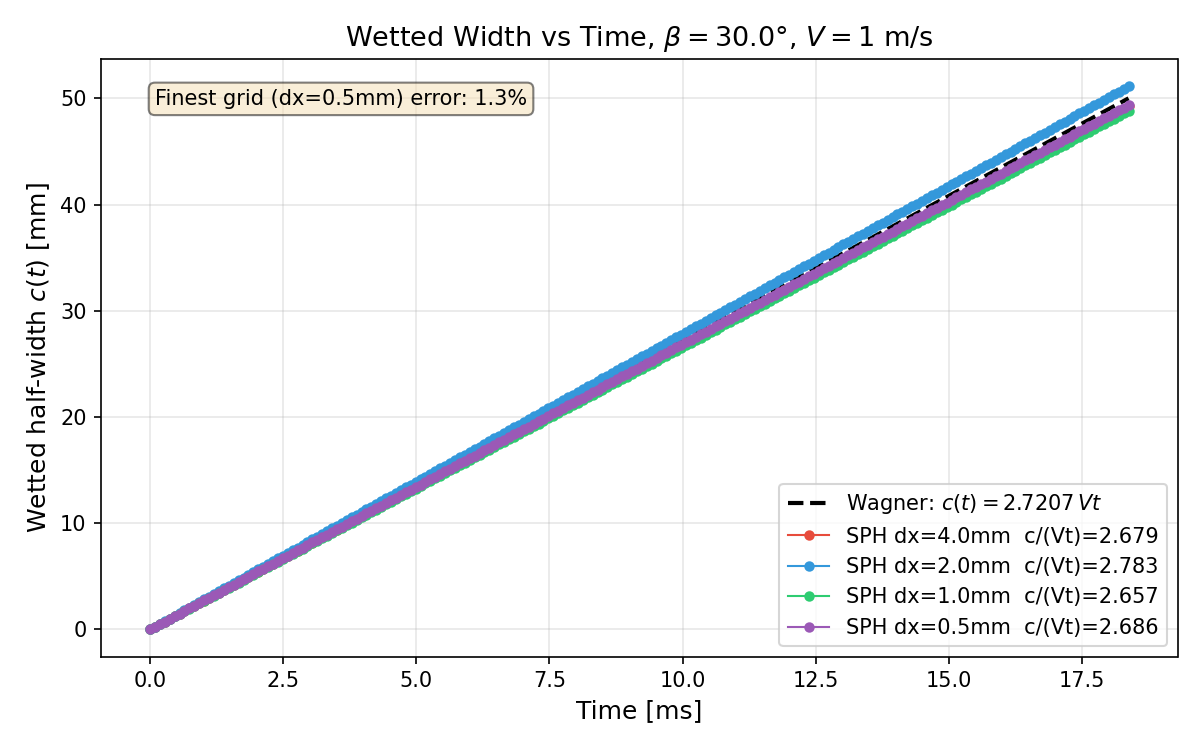 Wetted Width vs Time, β = 30.0°, V = 1 m/s
Finest grid (dx=0.5mm) error: 1.3%
Wetted half-width c(t) [mm]
50
40
30
20
10
0
Wagner: c(t) = 2.7207 Vt
SPH dx=4.0mm  c/(Vt)=2.679
SPH dx=2.0mm  c/(Vt)=2.783
SPH dx=1.0mm  c/(Vt)=2.657
SPH dx=0.5mm  c/(Vt)=2.686
0.0 2.5 5.0 7.5 10.0 12.5 15.0 17.5
Time [ms]